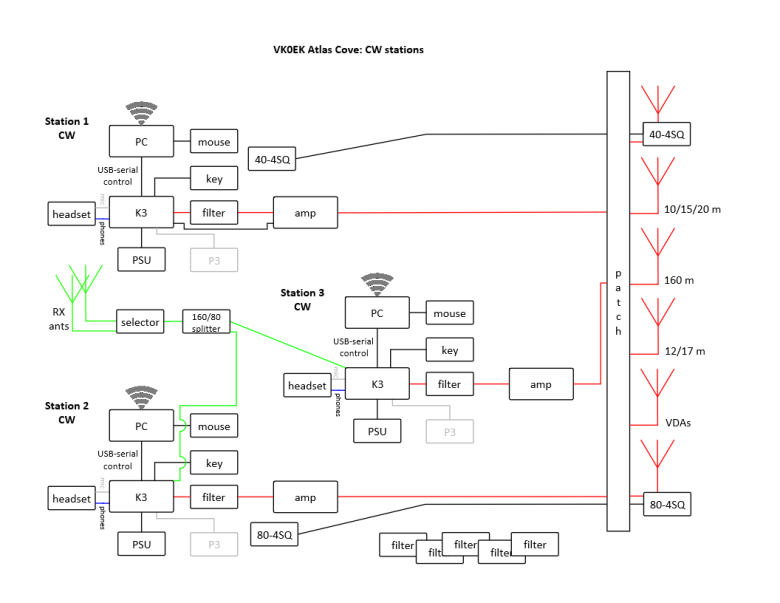 VK0EK Atlas Cove: CW stations
Station 1
CW
PC
mouse
40-4SQ
40-4SQ
USB-serial
control
key
mic
headset
phones
K3
filter
amp
10/15/20 m
PSU
P3
160 m
RX
ants
selector
160/80
splitter
Station 3
CW
PC
mouse
USB-serial
control
key
mic
headset
phones
K3
filter
amp
PSU
P3
patch
12/17 m
VDAs
Station 2
CW
PC
mouse
USB-serial
control
key
mic
headset
phones
K3
filter
amp
80-4SQ
80-4SQ
PSU
P3
filter
filte
filter
filter
filter